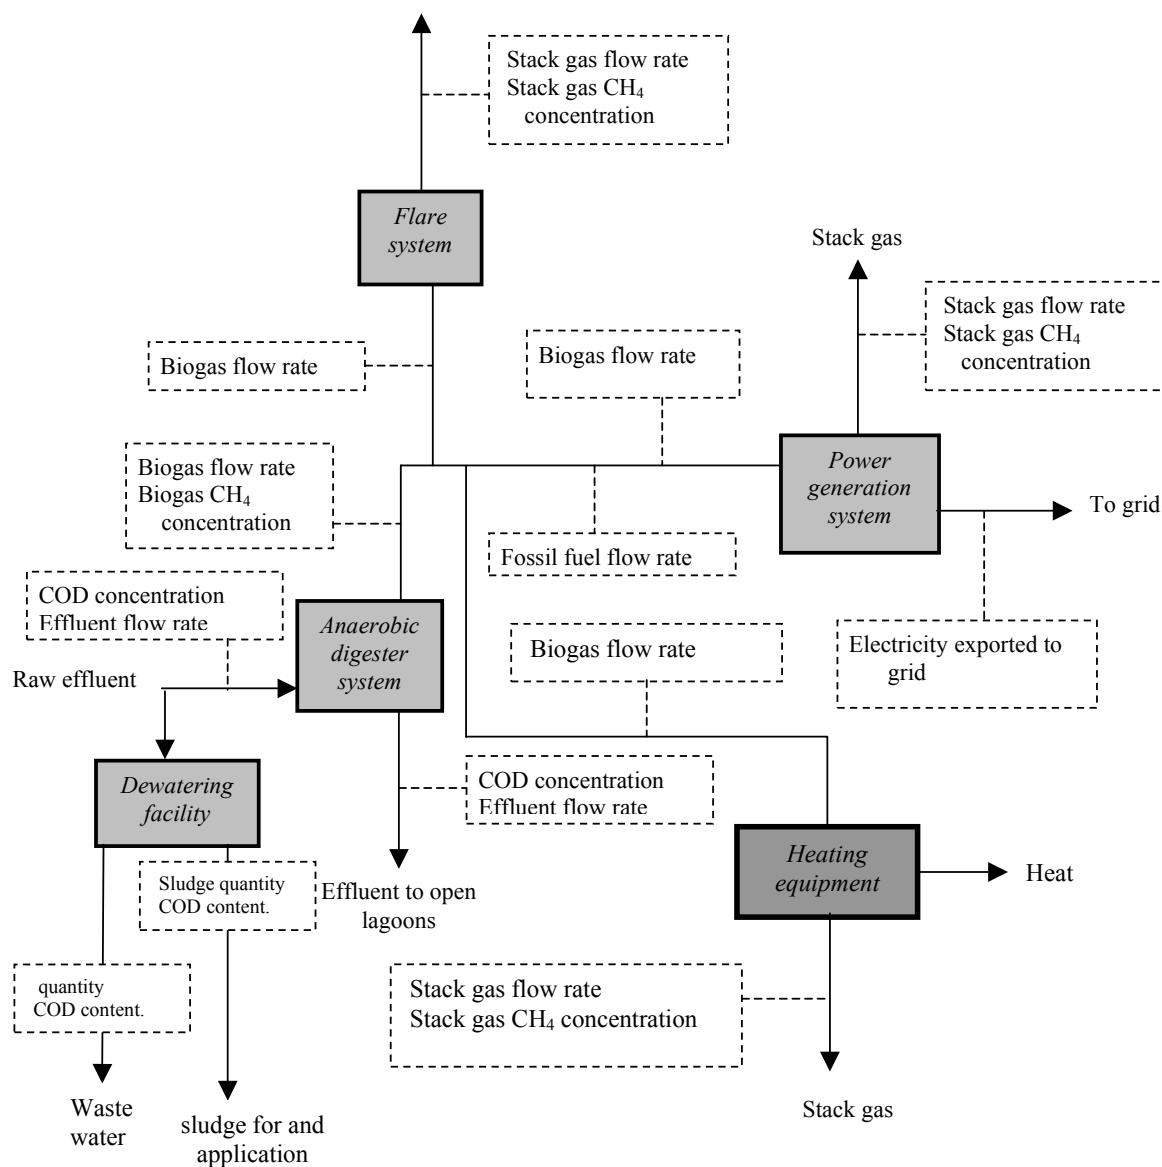 Stack gas flow rate
Stack gas CH₄
concentration
Flare
system
Stack gas
Stack gas flow rate
Stack gas CH₄
concentration
Biogas flow rate
Biogas flow rate
Biogas flow rate
Biogas CH₄
concentration
Power
generation
system
To grid
Fossil fuel flow rate
COD concentration
Effluent flow rate
Anaerobic
digester
system
Biogas flow rate
Electricity exported to
grid
Raw effluent
Dewatering
facility
COD concentration
Effluent flow rate
Heating
equipment
Heat
Sludge quantity
COD content.
Effluent to open
lagoons
quantity
COD content.
Stack gas flow rate
Stack gas CH₄ concentration
Waste
water
sludge for and
application
Stack gas